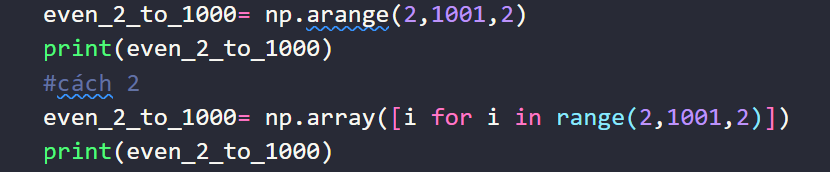 even_2_to_1000= np.arange(2,1001,2)
print(even_2_to_1000)
#cách 2
even_2_to_1000= np.array([i for i in range(2,1001,2)])
print(even_2_to_1000)